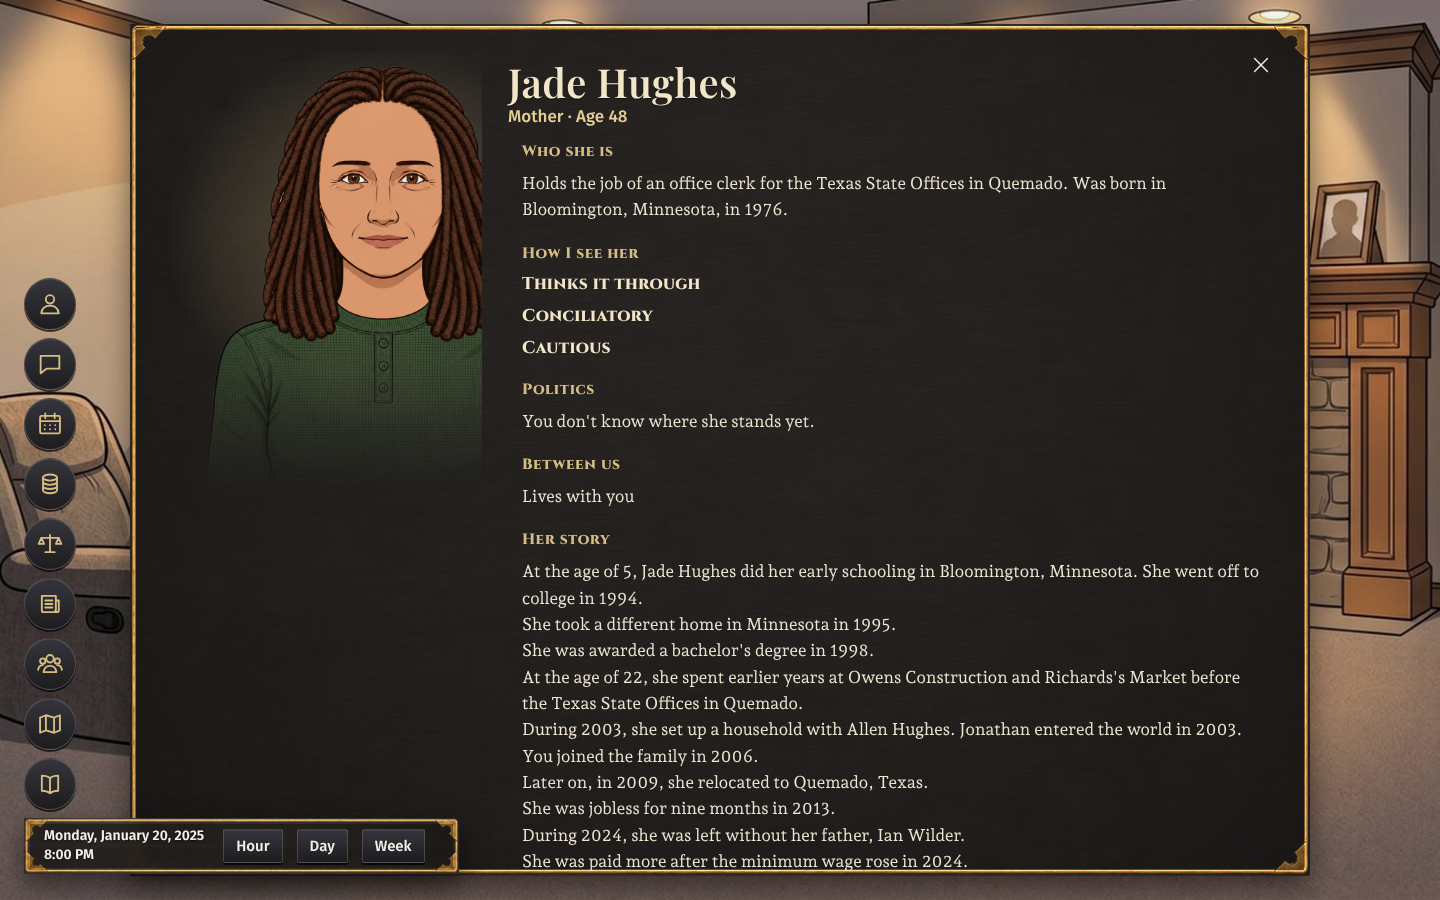 Jade Hughes
Mother · Age 48
Who she is
Holds the job of an office clerk for the Texas State Offices in Quemado. Was born in
Bloomington, Minnesota, in 1976.
How I see her
Thinks it through
Conciliatory
Cautious
Politics
You don't know where she stands yet.
Between us
Lives with you
Her story
At the age of 5, Jade Hughes did her early schooling in Bloomington, Minnesota. She went off to
college in 1994.
She took a different home in Minnesota in 1995.
She was awarded a bachelor's degree in 1998.
At the age of 22, she spent earlier years at Owens Construction and Richards's Market before
the Texas State Offices in Quemado.
During 2003, she set up a household with Allen Hughes. Jonathan entered the world in 2003.
You joined the family in 2006.
Later on, in 2009, she relocated to Quemado, Texas.
She was jobless for nine months in 2013.
During 2024, she was left without her father, Ian Wilder.
She was paid more after the minimum wage rose in 2024.
Monday, January 20, 2025
8:00 PM
Hour
Day
Week